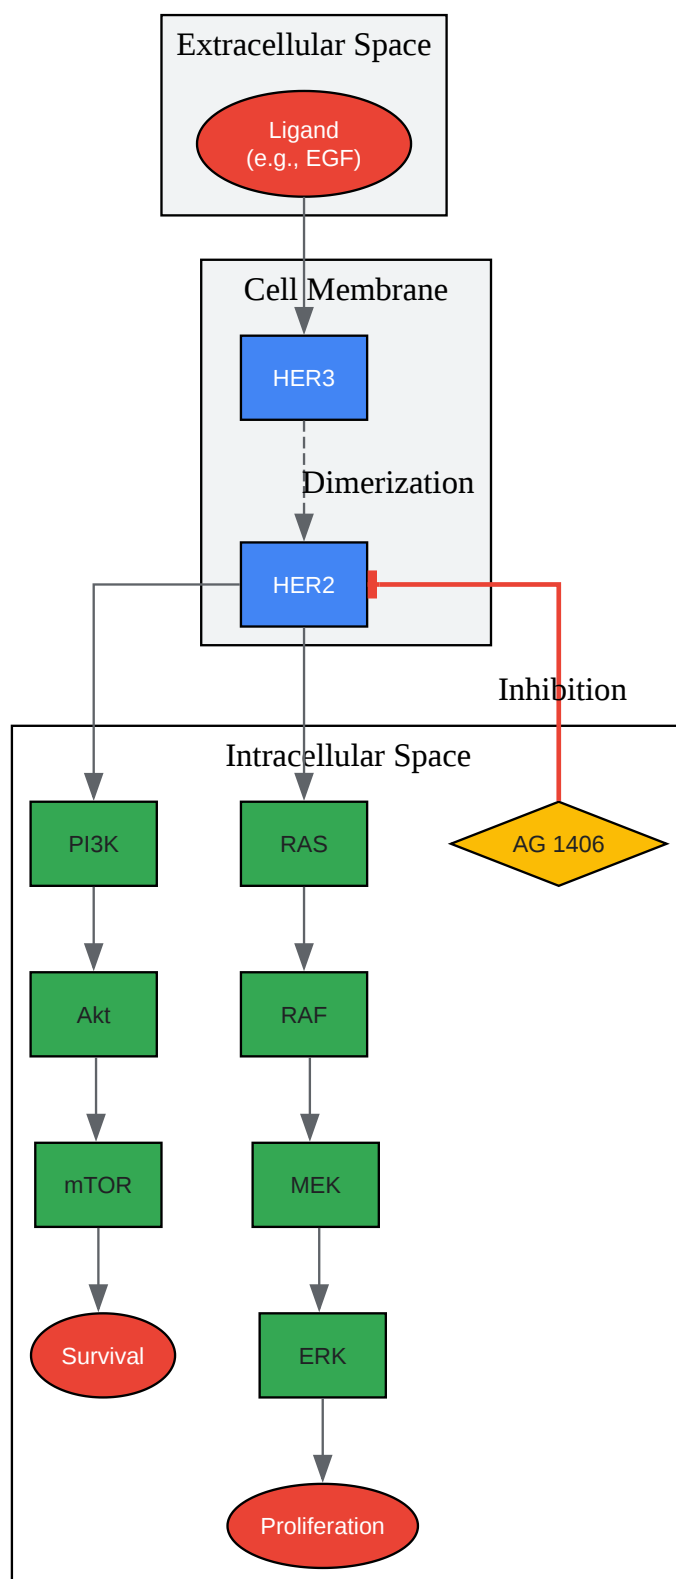 Extracellular Space
Ligand
(e.g., EGF)
Cell Membrane
HER3
Dimerization
HER2
Inhibition
Intracellular Space
PI3K
RAS
AG 1406
Akt
RAF
mTOR
MEK
Survival
ERK
Proliferation